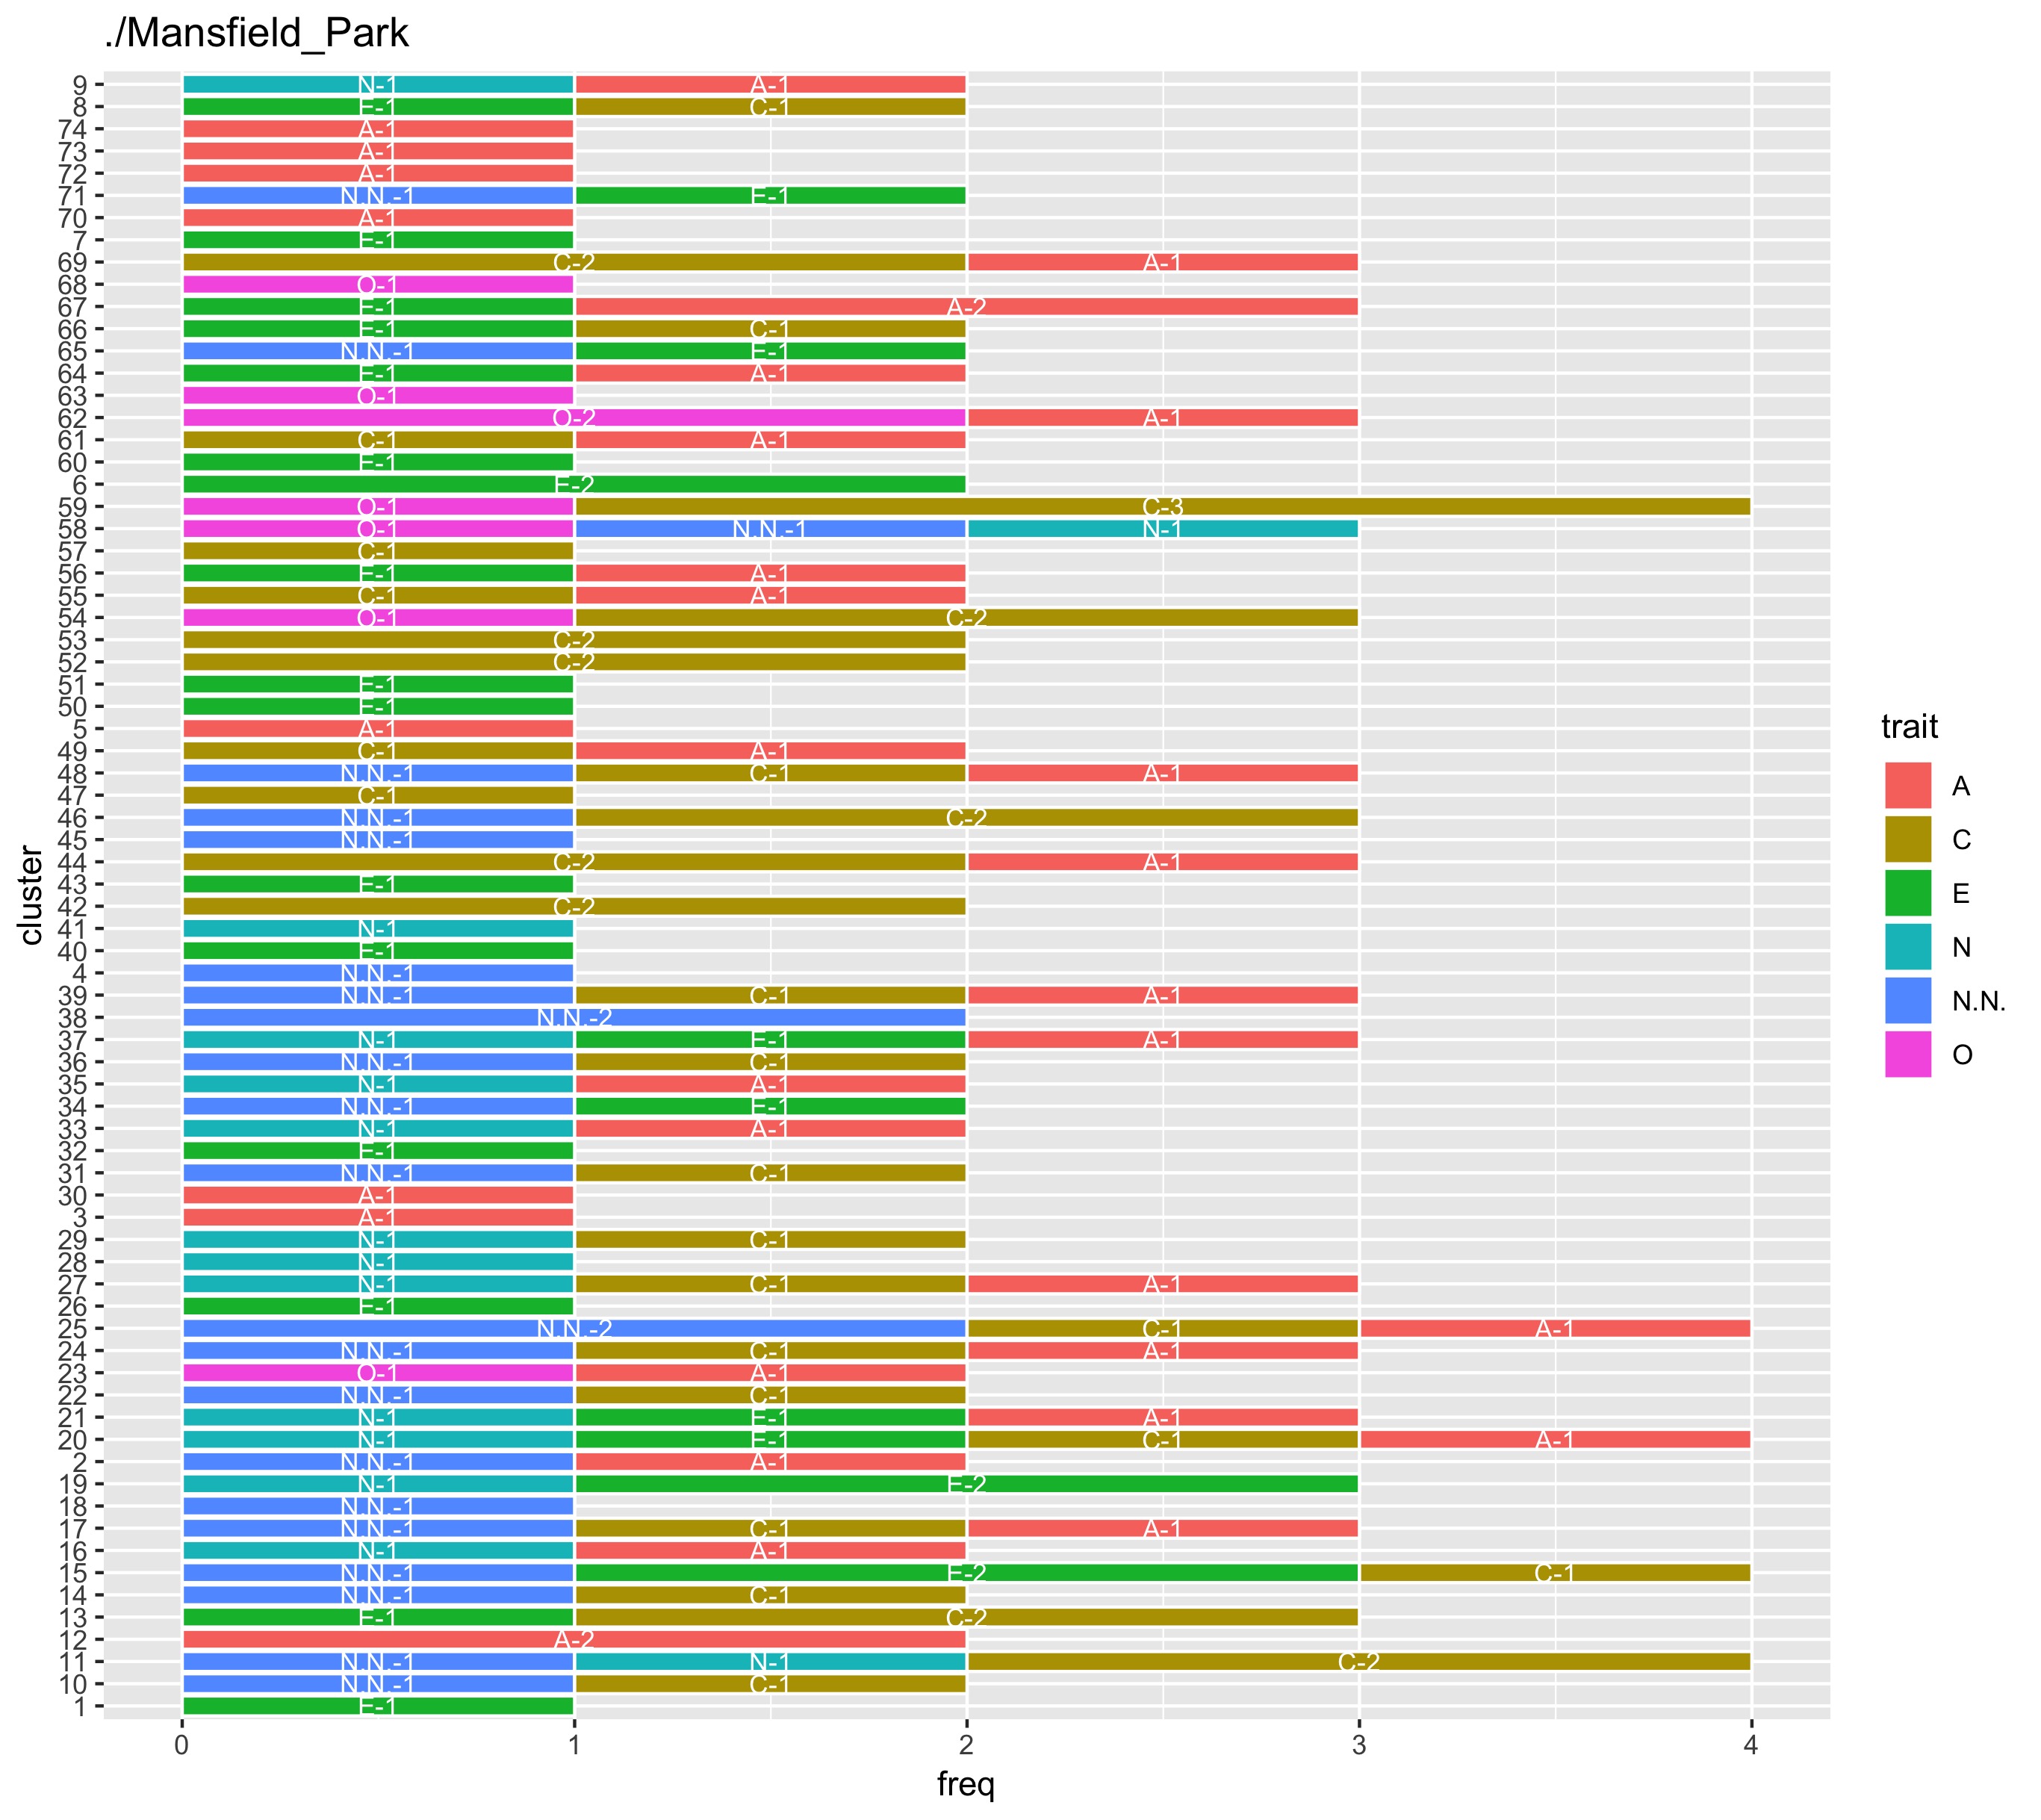 ./Mansfield_Park
9 N-1 A-1
8 E-1 C-1
74 A-1
73 A-1
72 A-1
71 N.N.-1 E-1
70 A-1
7 E-1
69 C-2 A-1
68 O-1
67 E-1 A-2
66 E-1 C-1
65 N.N.-1 E-1
64 E-1 A-1
63 O-1
62 O-2 A-1
61 C-1 A-1
60 E-1
6 E-2
59 O-1 C-3
58 O-1 N.N.-1 N-1
57 C-1
56 E-1 A-1
55 C-1 A-1
54 O-1 C-2
53 C-2
52 C-2
51 E-1
50 E-1
5 A-1
49 C-1 A-1
48 N.N.-1 C-1 A-1
47 C-1
46 N.N.-1 C-2
45 N.N.-1
44 C-2 A-1
43 E-1
42 C-2
41 N-1
40 E-1
4 N.N.-1
39 N.N.-1 C-1 A-1
38 N.N.-2
37 N-1 E-1 A-1
36 N.N.-1 C-1
35 N-1 A-1
34 N.N.-1 E-1
33 N-1 A-1
32 E-1
31 N.N.-1 C-1
30 A-1
3 A-1
29 N-1 C-1
28 N-1
27 N-1 C-1 A-1
26 E-1
25 N.N.-2 C-1 A-1
24 N.N.-1 C-1 A-1
23 O-1 A-1
22 N.N.-1 C-1
21 N-1 E-1 A-1
20 N-1 E-1 C-1 A-1
2 N.N.-1 A-1
19 N-1 E-2
18 N.N.-1
17 N.N.-1 C-1 A-1
16 N-1 A-1
15 N.N.-1 E-2 C-1
14 N.N.-1 C-1
13 E-1 C-2
12 A-2
11 N.N.-1 N-1 C-2
10 N.N.-1 C-1
1 E-1
0 1 2 3 4
freq
cluster
trait
A
C
E
N
N.N.
O